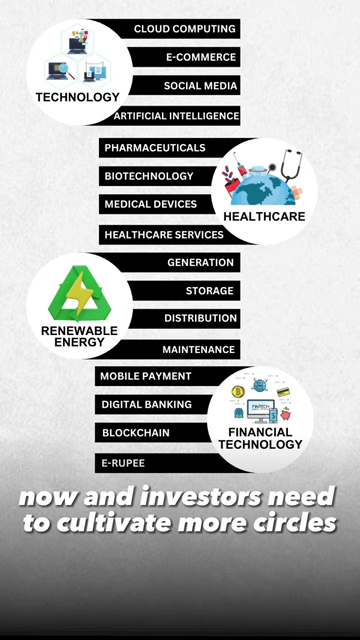 CLOUD COMPUTING
E-COMMERCE
SOCIAL MEDIA
ARTIFICIAL INTELLIGENCE
TECHNOLOGY
PHARMACEUTICALS
BIOTECHNOLOGY
MEDICAL DEVICES
HEALTHCARE SERVICES
HEALTHCARE
GENERATION
STORAGE
DISTRIBUTION
MAINTENANCE
RENEWABLE
ENERGY
MOBILE PAYMENT
DIGITAL BANKING
BLOCKCHAIN
E-RUPEE
FINTECH
FINANCIAL
TECHNOLOGY
now and investors need
to cultivate more circles